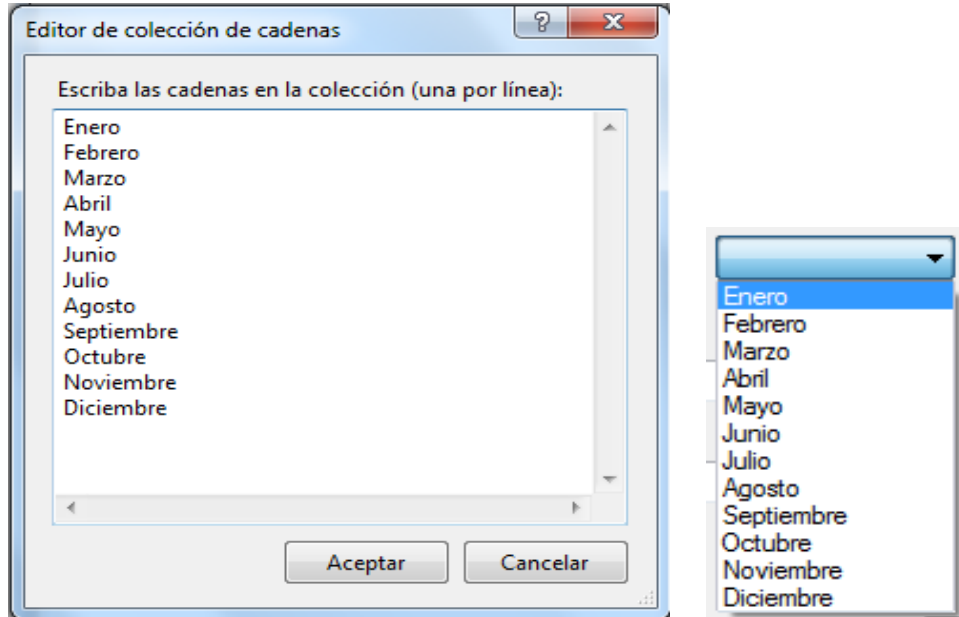 Editor de colección de cadenas
Escriba las cadenas en la colección (una por línea):
Enero
Febrero
Marzo
Abril
Mayo
Junio
Julio
Agosto
Septiembre
Octubre
Noviembre
Diciembre
Aceptar
Cancelar
Enero
Febrero
Marzo
Abril
Mayo
Junio
Julio
Agosto
Septiembre
Octubre
Noviembre
Diciembre